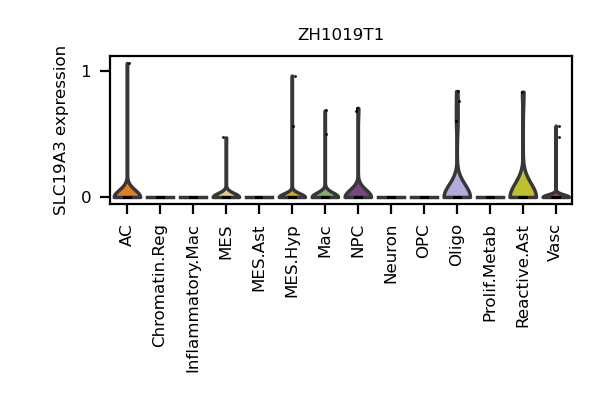 ZH1019T1
SLC19A3 expression
1
0
AC
Chromatin.Reg
Inflammatory.Mac
MES
MES.Ast
MES.Hyp
Mac
NPC
Neuron
OPC
Oligo
Prolif.Metab
Reactive.Ast
Vasc